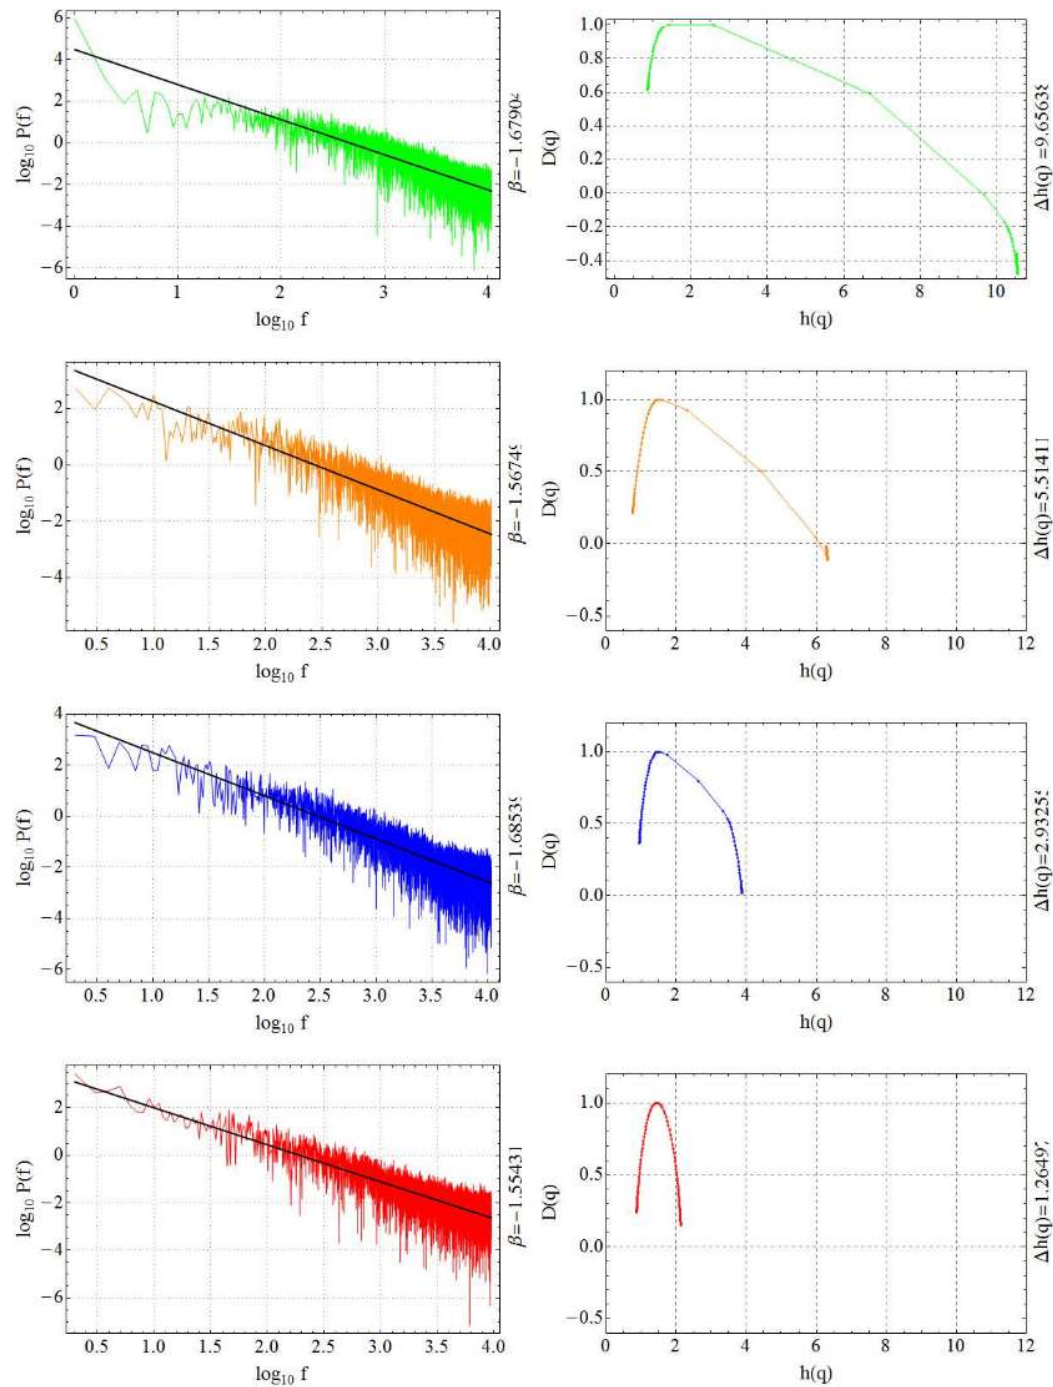 6
4
2
0
−2
−4
−6
log₁₀ P(f)
0 1 2 3 4
log₁₀ f
β=−1.67904
1.0
0.8
0.6
0.4
0.2
0.0
−0.2
−0.4
D(q)
0 2 4 6 8 10
h(q)
Δh(q) =9.65638
2
0
−2
−4
log₁₀ P(f)
0.5 1.0 1.5 2.0 2.5 3.0 3.5 4.0
log₁₀ f
β=−1.56749
1.0
0.5
0.0
−0.5
D(q)
0 2 4 6 8 10 12
h(q)
Δh(q)=5.51411
4
2
0
−2
−4
−6
log₁₀ P(f)
0.5 1.0 1.5 2.0 2.5 3.0 3.5 4.0
log₁₀ f
β=−1.68539
1.0
0.5
0.0
−0.5
D(q)
0 2 4 6 8 10 12
h(q)
Δh(q)=2.93255
2
0
−2
−4
−6
log₁₀ P(f)
0.5 1.0 1.5 2.0 2.5 3.0 3.5 4.0
log₁₀ f
β=−1.55431
1.0
0.5
0.0
−0.5
D(q)
0 2 4 6 8 10 12
h(q)
Δh(q)=1.26497